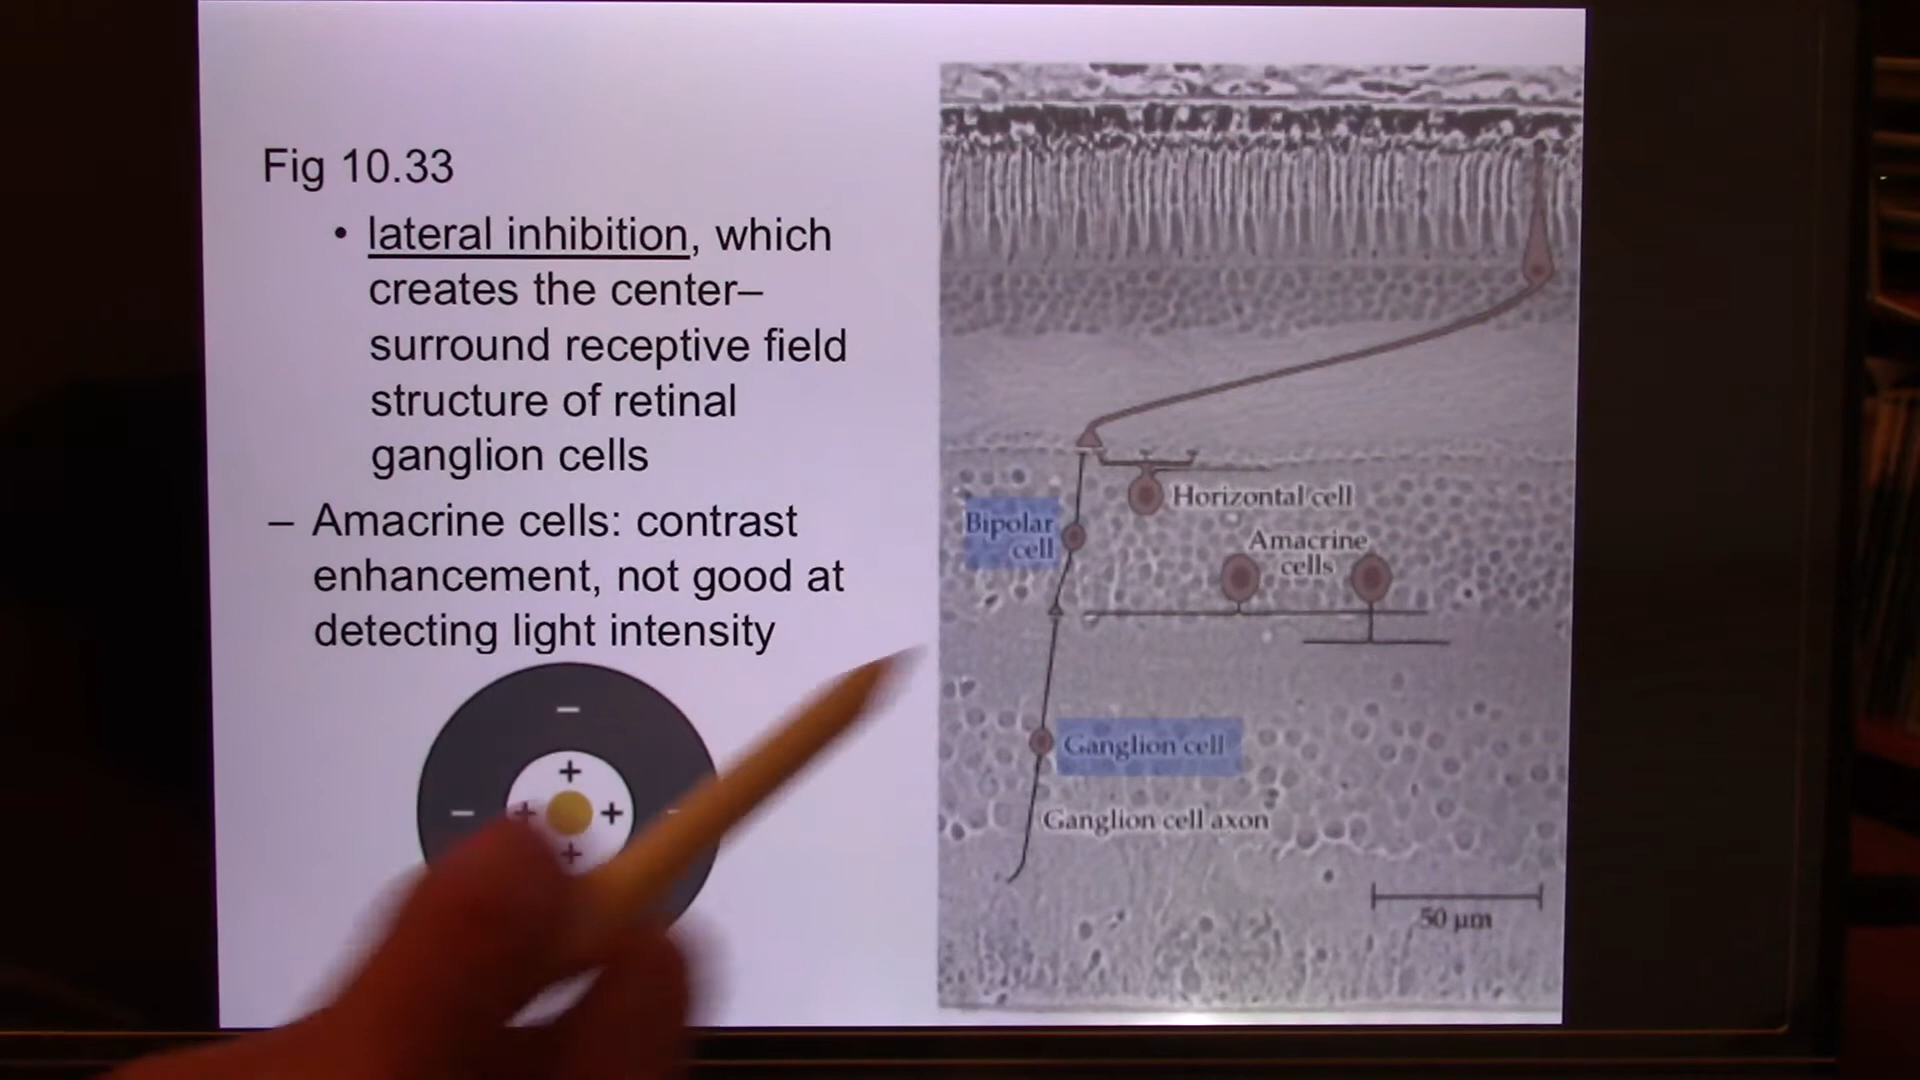 Fig 10.33
• lateral inhibition, which
creates the center–
surround receptive field
structure of retinal
ganglion cells
– Amacrine cells: contrast
enhancement, not good at
detecting light intensity
–
+
– + + –
+
Horizontal cell
Bipolar
cell
Amacrine
cells
Ganglion cell
Ganglion cell axon
50 µm